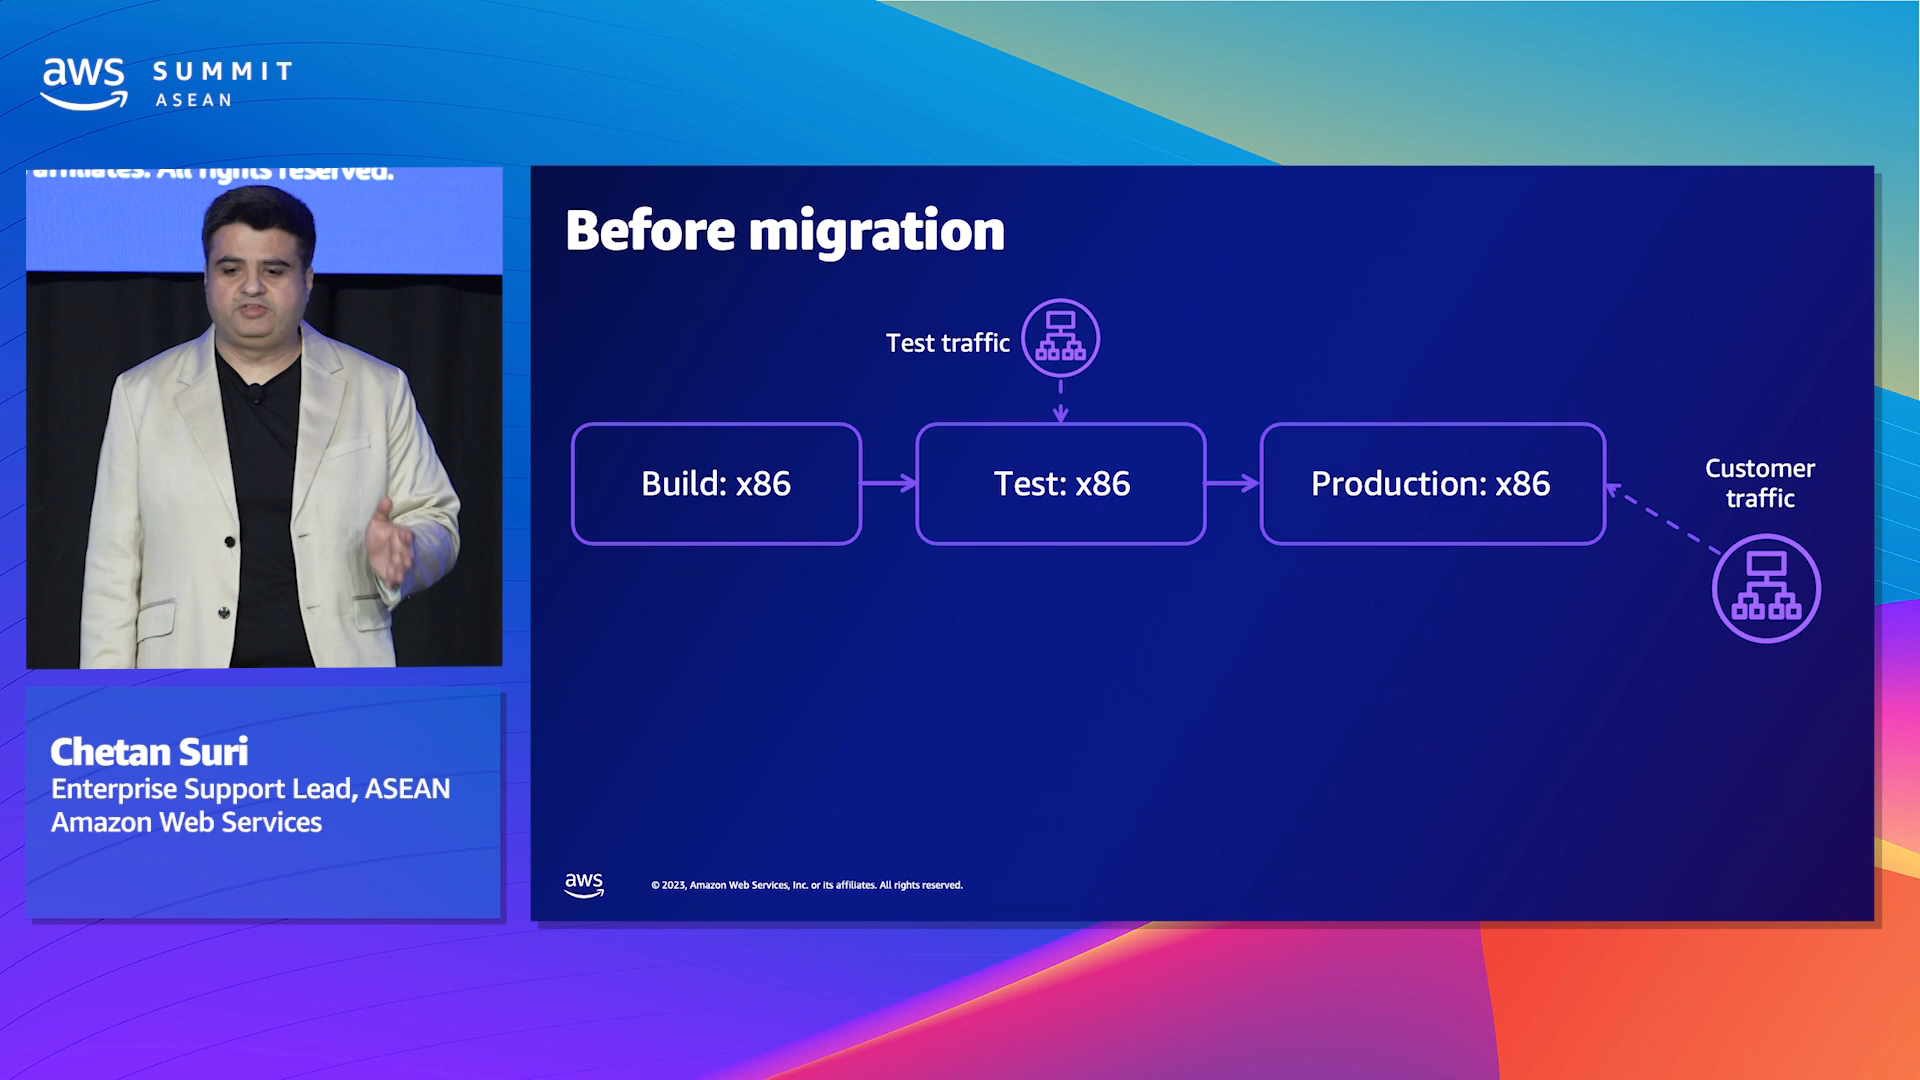 aws SUMMIT
ASEAN
affiliates. All rights reserved.
Before migration
Test traffic
Build: x86
Test: x86
Production: x86
Customer
traffic
Chetan Suri
Enterprise Support Lead, ASEAN
Amazon Web Services
aws
© 2023, Amazon Web Services, Inc. or its affiliates. All rights reserved.